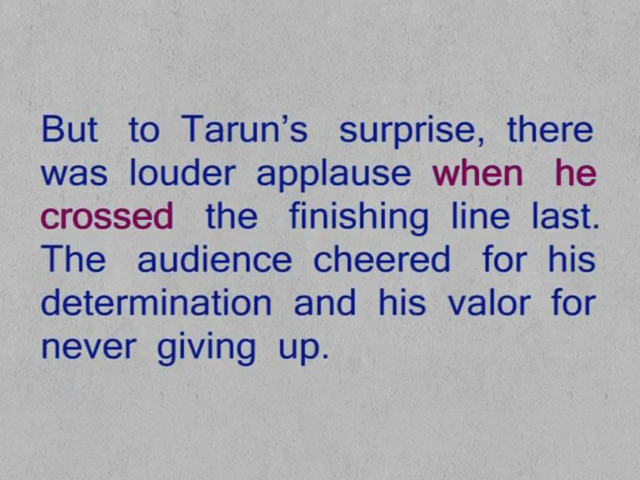 But to Tarun's surprise, there
was louder applause when he
crossed the finishing line last.
The audience cheered for his
determination and his valor for
never giving up.